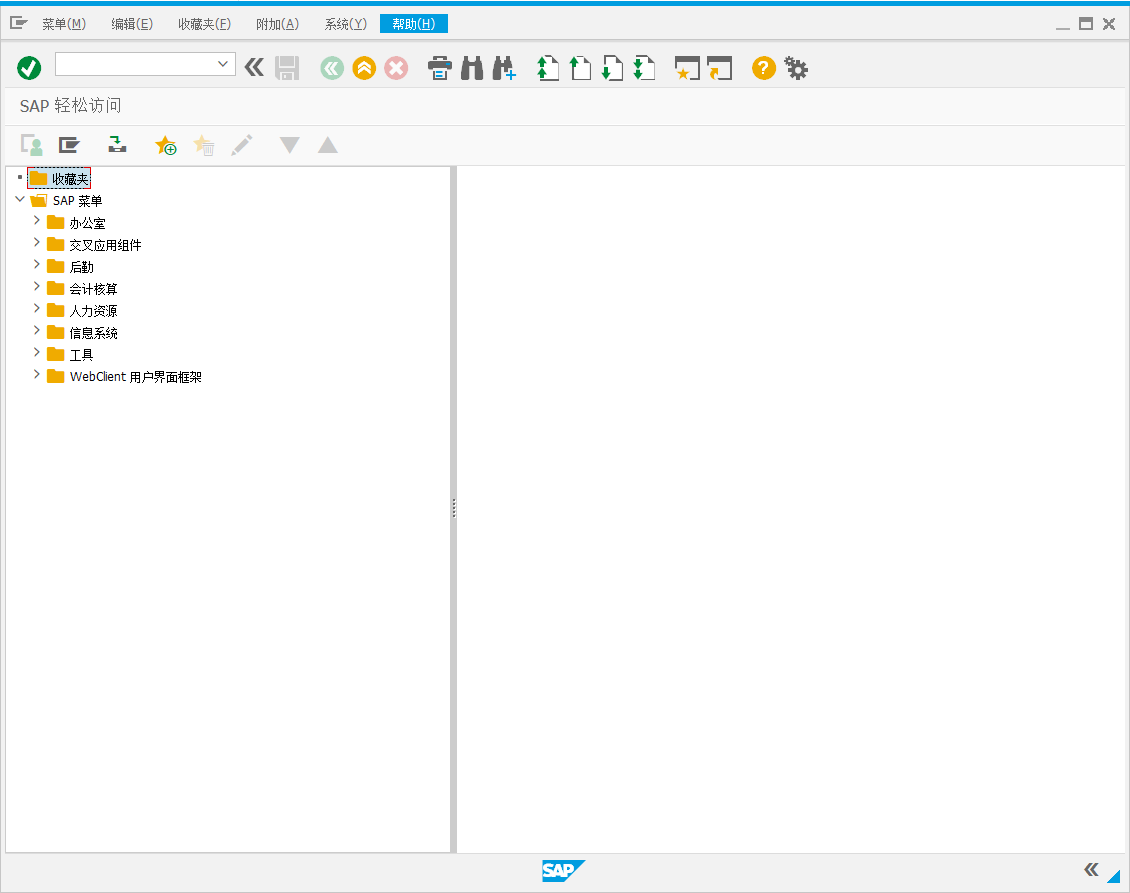 菜单(M) 编辑(E) 收藏夹(F) 附加(A) 系统(Y) 帮助(H)
SAP 轻松访问
收藏夹
SAP 菜单
办公室
交叉应用组件
后勤
会计核算
人力资源
信息系统
工具
WebClient 用户界面框架
SAP